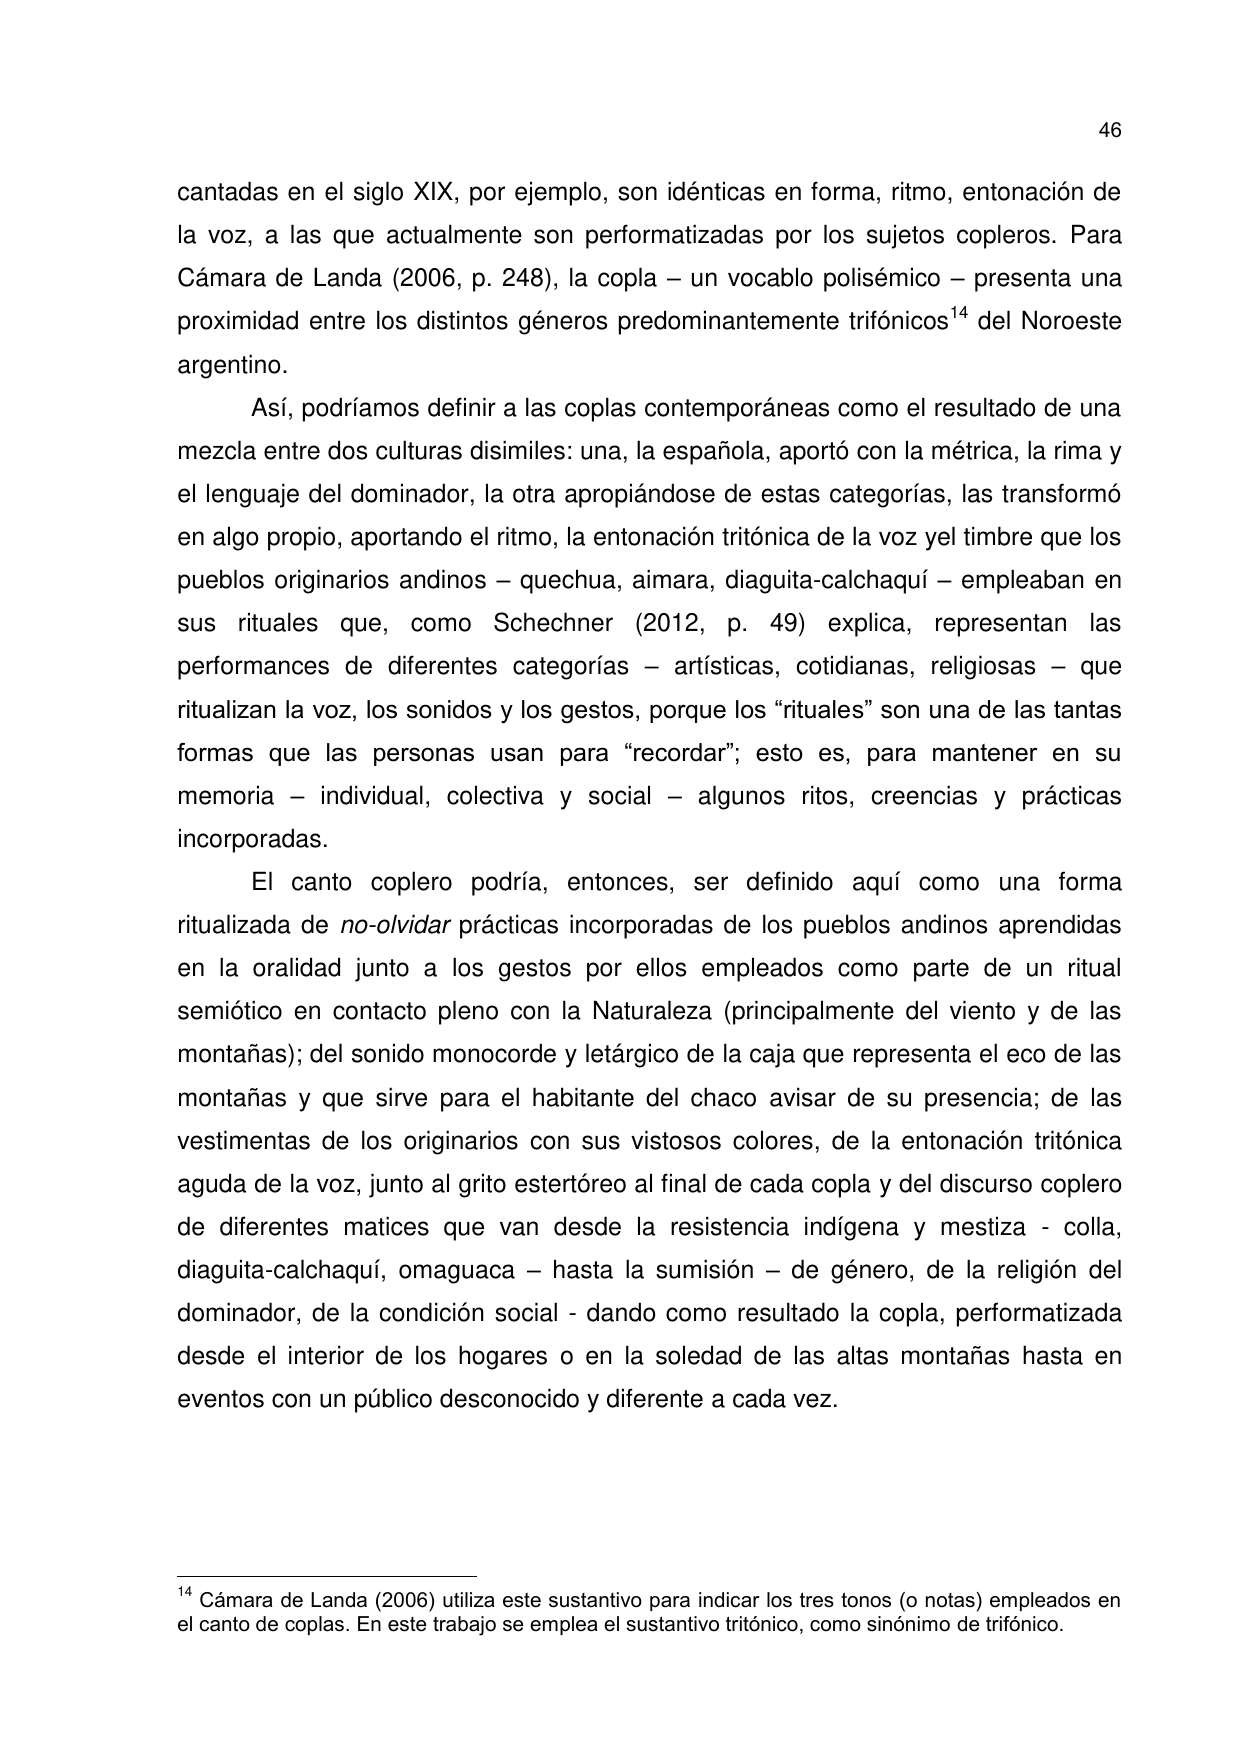 46
cantadas en el siglo XIX, por ejemplo, son idénticas en forma, ritmo, entonación de
la voz, a las que actualmente son performatizadas por los sujetos copleros. Para
Cámara de Landa (2006, p. 248), la copla – un vocablo polisémico – presenta una
proximidad entre los distintos géneros predominantemente trifónicos14 del Noroeste
argentino.
Así, podríamos definir a las coplas contemporáneas como el resultado de una
mezcla entre dos culturas disimiles: una, la española, aportó con la métrica, la rima y
el lenguaje del dominador, la otra apropiándose de estas categorías, las transformó
en algo propio, aportando el ritmo, la entonación tritónica de la voz yel timbre que los
pueblos originarios andinos – quechua, aimara, diaguita-calchaquí – empleaban en
sus rituales que, como Schechner (2012, p. 49) explica, representan las
performances de diferentes categorías – artísticas, cotidianas, religiosas – que
ritualizan la voz, los sonidos y los gestos, porque los “rituales” son una de las tantas
formas que las personas usan para “recordar”; esto es, para mantener en su
memoria – individual, colectiva y social – algunos ritos, creencias y prácticas
incorporadas.
El canto coplero podría, entonces, ser definido aquí como una forma
ritualizada de no-olvidar prácticas incorporadas de los pueblos andinos aprendidas
en la oralidad junto a los gestos por ellos empleados como parte de un ritual
semiótico en contacto pleno con la Naturaleza (principalmente del viento y de las
montañas); del sonido monocorde y letárgico de la caja que representa el eco de las
montañas y que sirve para el habitante del chaco avisar de su presencia; de las
vestimentas de los originarios con sus vistosos colores, de la entonación tritónica
aguda de la voz, junto al grito estertóreo al final de cada copla y del discurso coplero
de diferentes matices que van desde la resistencia indígena y mestiza - colla,
diaguita-calchaquí, omaguaca – hasta la sumisión – de género, de la religión del
dominador, de la condición social - dando como resultado la copla, performatizada
desde el interior de los hogares o en la soledad de las altas montañas hasta en
eventos con un público desconocido y diferente a cada vez.
14 Cámara de Landa (2006) utiliza este sustantivo para indicar los tres tonos (o notas) empleados en
el canto de coplas. En este trabajo se emplea el sustantivo tritónico, como sinónimo de trifónico.